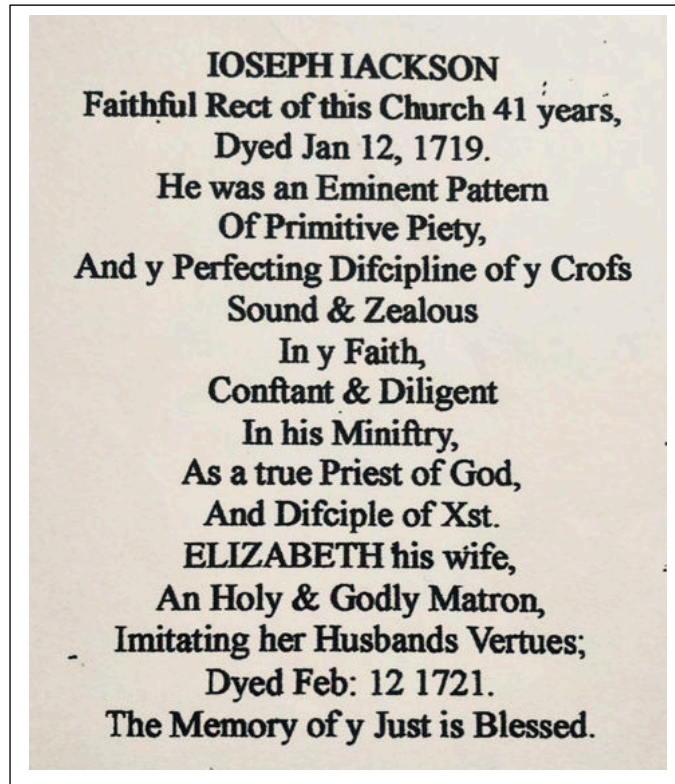 IOSEPH IACKSON
Faithful Rect of this Church 41 years,
Dyed Jan 12, 1719.
He was an Eminent Pattern
Of Primitive Piety,
And y Perfecting Difcipline of y Crofs
Sound & Zealous
In y Faith,
Conftant & Diligent
In his Miniftry,
As a true Priest of God,
And Difciple of Xst.
ELIZABETH his wife,
An Holy & Godly Matron,
Imitating her Husbands Vertues;
Dyed Feb: 12 1721.
The Memory of y Just is Blessed.